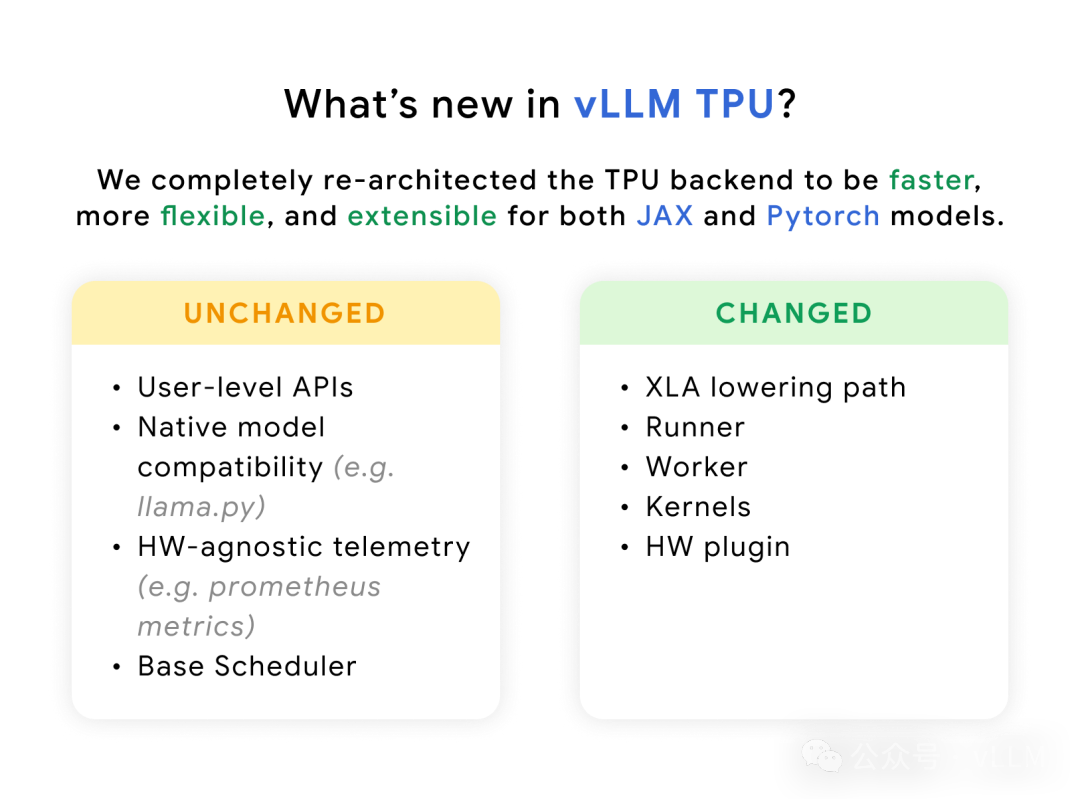 What's new in vLLM TPU?
We completely re-architected the TPU backend to be faster,
more flexible, and extensible for both JAX and Pytorch models.
UNCHANGED
• User-level APIs
• Native model
compatibility (e.g.
llama.py)
• HW-agnostic telemetry
(e.g. prometheus
metrics)
• Base Scheduler
CHANGED
• XLA lowering path
• Runner
• Worker
• Kernels
• HW plugin
公众号